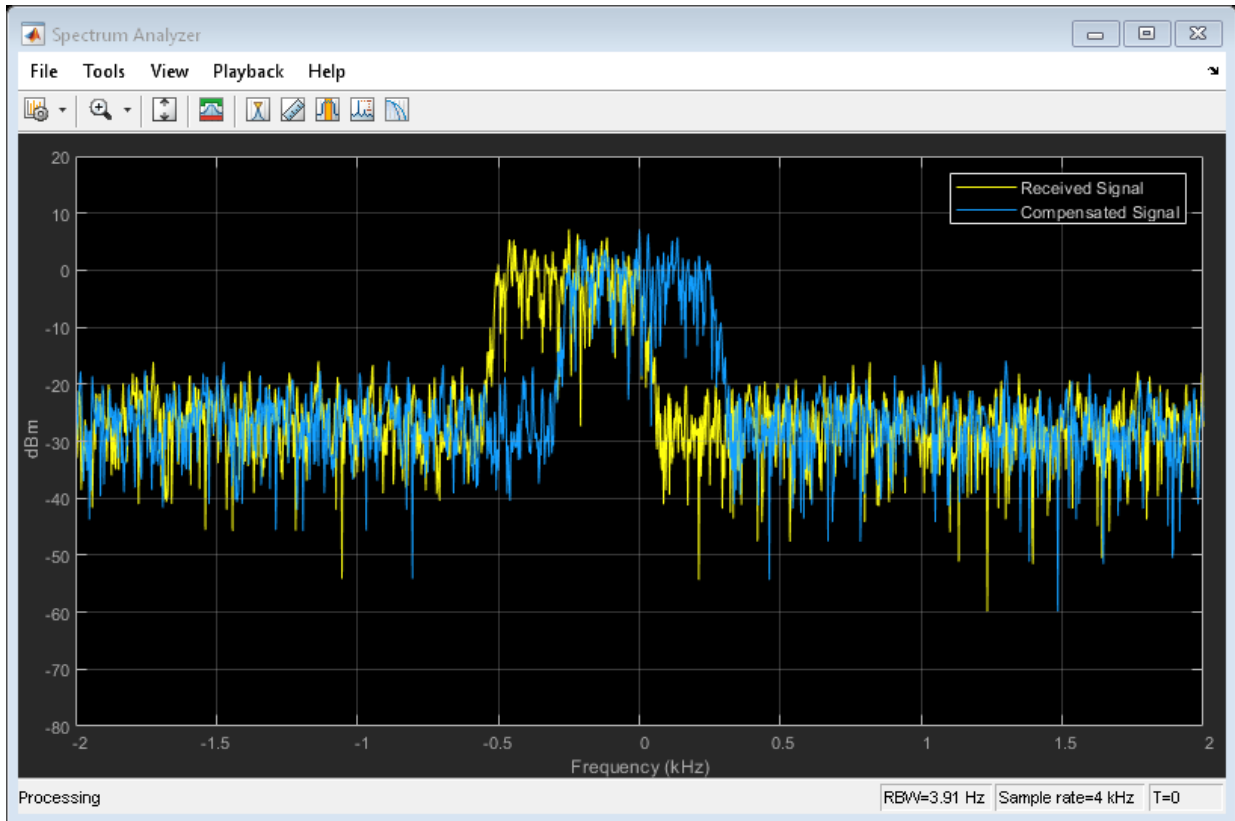 Spectrum Analyzer
File Tools View Playback Help
20
10
0
-10
-20
-30
-40
-50
-60
-70
-80
dBm
Received Signal
Compensated Signal
-2 -1.5 -1 -0.5 0 0.5 1 1.5 2
Frequency (kHz)
Processing RBW=3.91 Hz Sample rate=4 kHz T=0